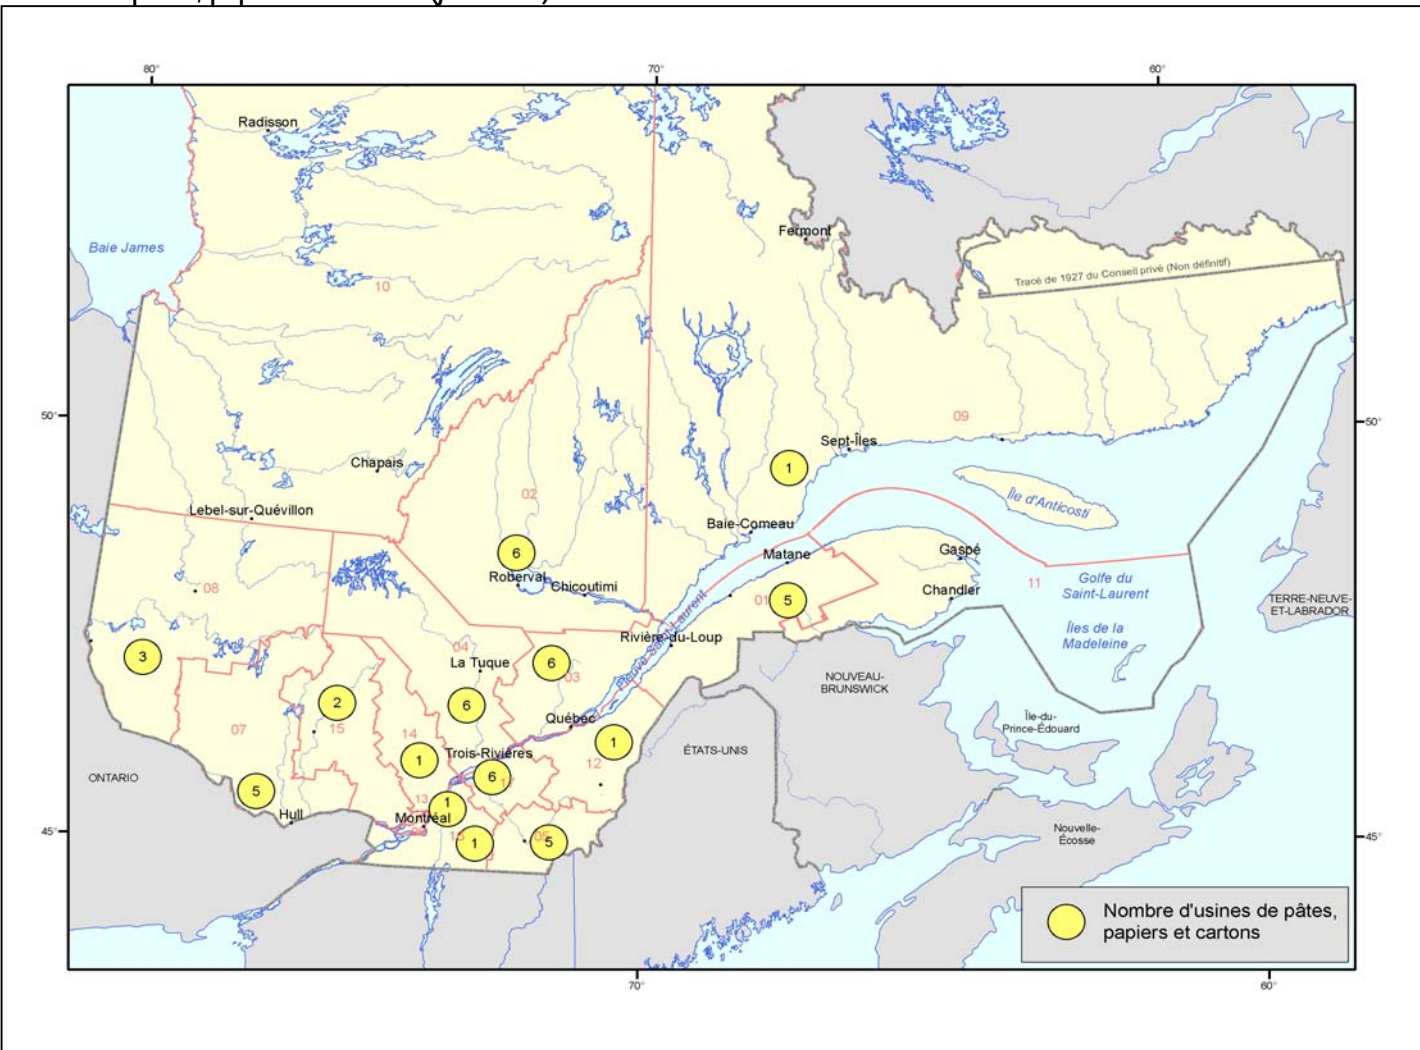 80°
70°
60°
Radisson
Baie James
Fermont
Tracé de 1927 du Conseil privé (Non définitif)
10
50°
50°
09
Sept-Îles
1
Chapais
Île d'Anticosti
02
Lebel-sur-Quévillon
Baie-Comeau
6
Matane
Gaspé
Roberval
Chicoutimi
Golfe du
Saint-Laurent
11
08
01
5
Chandler
TERRE-NEUVE-
ET-LABRADOR
Fleuve Saint-Laurent
Rivière-du-Loup
Îles de la
Madeleine
04
3
La Tuque
6
03
NOUVEAU-
BRUNSWICK
2
6
Québec
Île-du-
Prince-Édouard
07
15
14
1
ÉTATS-UNIS
Trois-Rivières
12
1
6
17
ONTARIO
5
13
1
Hull
Montréal
Nouvelle-
Écosse
45°
45°
16
1
05
5
Nombre d'usines de pâtes,
papiers et cartons
70°
60°